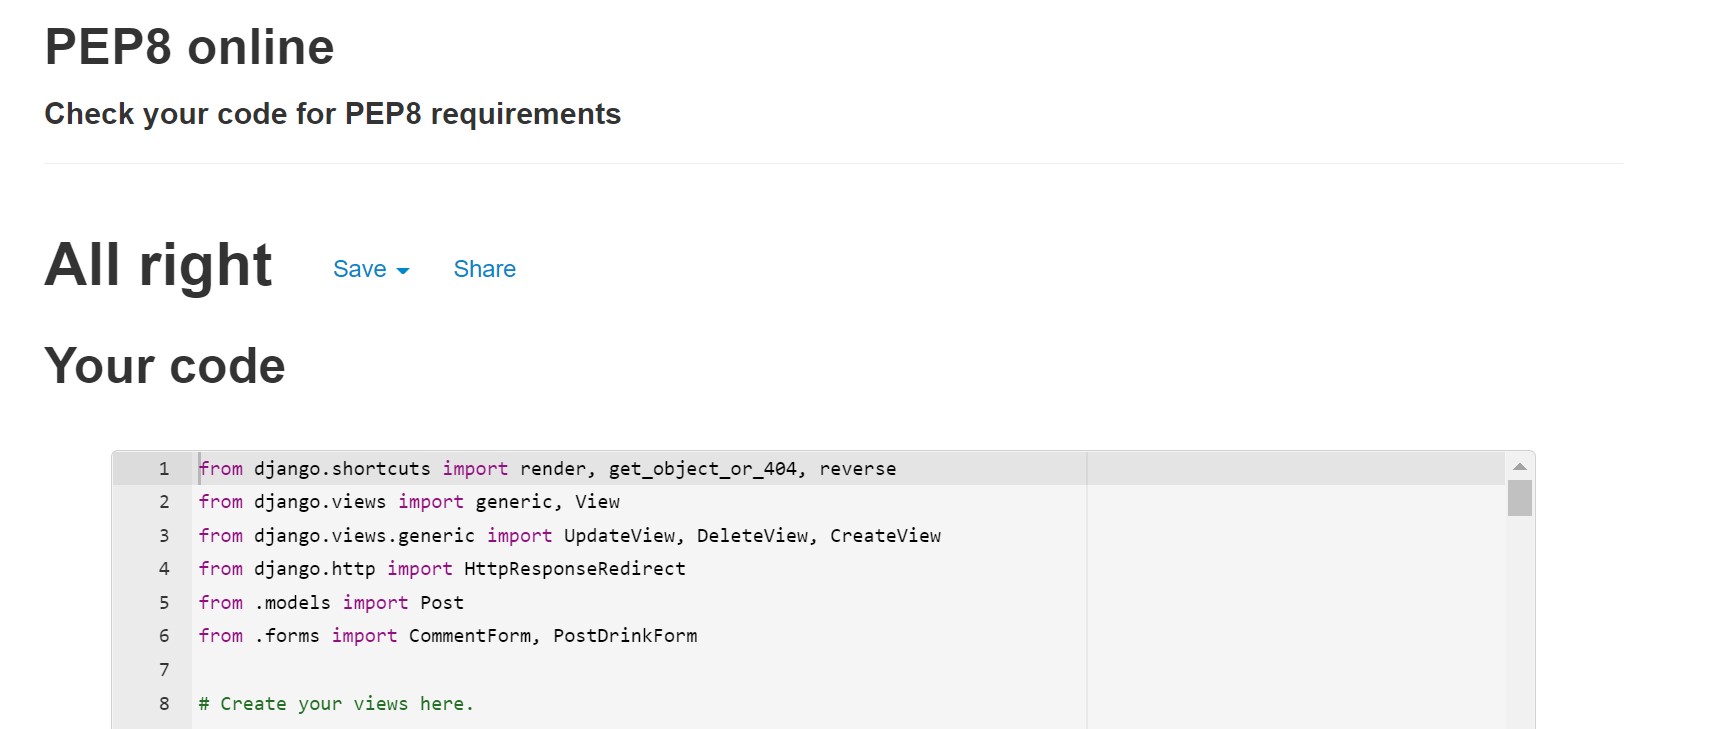 PEP8 online
Check your code for PEP8 requirements
All right Save Share
Your code
1 from django.shortcuts import render, get_object_or_404, reverse
2 from django.views import generic, View
3 from django.views.generic import UpdateView, DeleteView, CreateView
4 from django.http import HttpResponseRedirect
5 from .models import Post
6 from .forms import CommentForm, PostDrinkForm
7
8 # Create your views here.